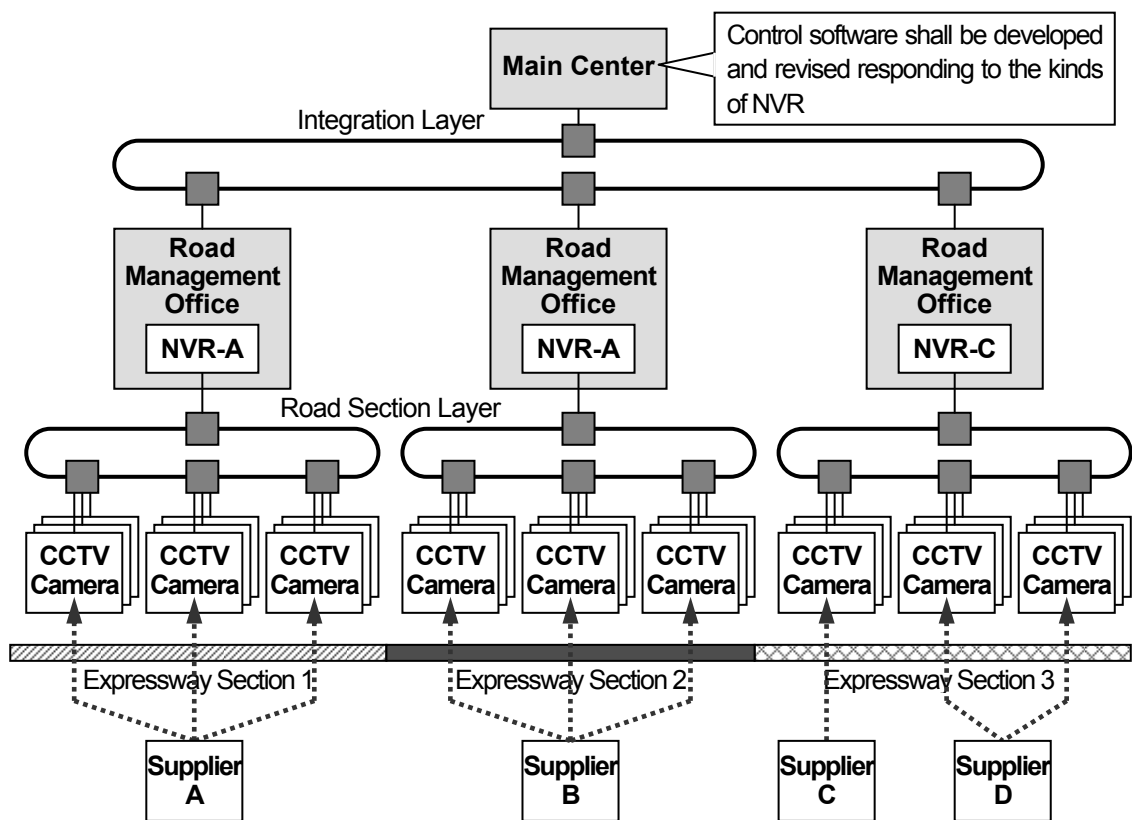 Main Center
Control software shall be developed
and revised responding to the kinds
of NVR
Integration Layer
Road
Management
Office
NVR-A
Road
Management
Office
NVR-A
Road
Management
Office
NVR-C
Road Section Layer
CCTV
Camera
CCTV
Camera
CCTV
Camera
CCTV
Camera
CCTV
Camera
CCTV
Camera
CCTV
Camera
CCTV
Camera
CCTV
Camera
Expressway Section 1
Expressway Section 2
Expressway Section 3
Supplier
A
Supplier
B
Supplier
C
Supplier
D